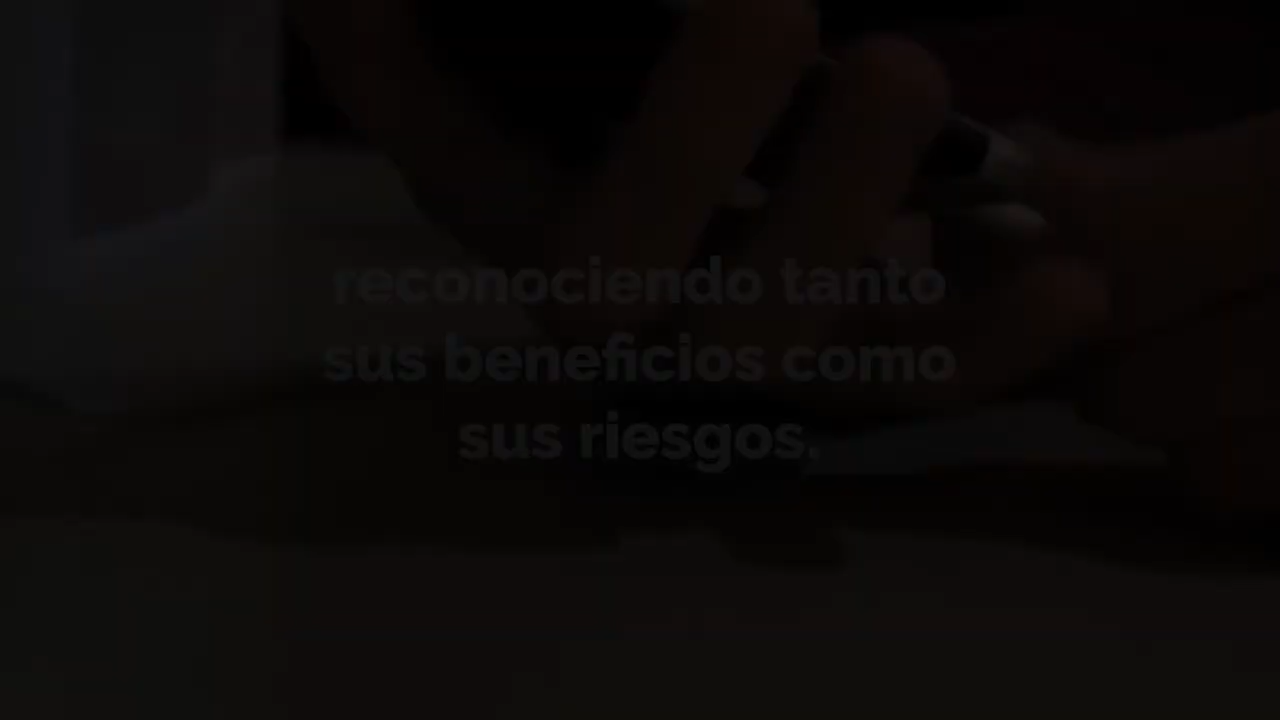 reconociendo tanto
sus beneficios como
sus riesgos.